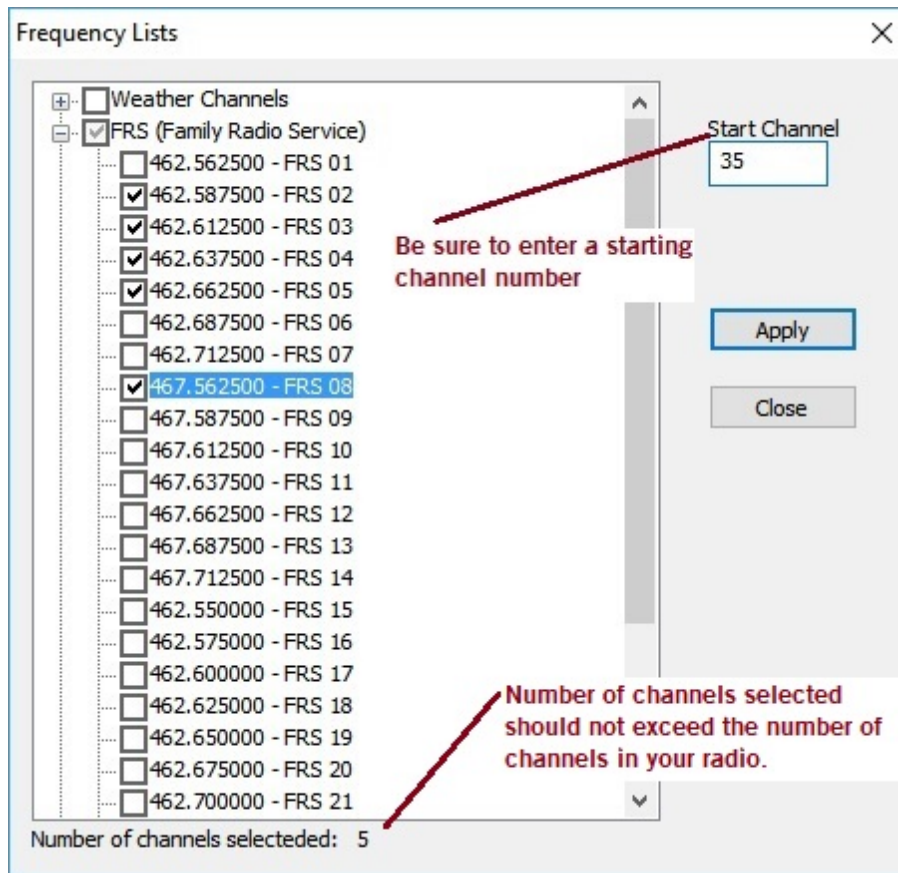 Frequency Lists
Weather Channels
FRS (Family Radio Service)
462.562500 - FRS 01
462.587500 - FRS 02
462.612500 - FRS 03
462.637500 - FRS 04
462.662500 - FRS 05
462.687500 - FRS 06
462.712500 - FRS 07
467.562500 - FRS 08
467.587500 - FRS 09
467.612500 - FRS 10
467.637500 - FRS 11
467.662500 - FRS 12
467.687500 - FRS 13
467.712500 - FRS 14
462.550000 - FRS 15
462.575000 - FRS 16
462.600000 - FRS 17
462.625000 - FRS 18
462.650000 - FRS 19
462.675000 - FRS 20
462.700000 - FRS 21
Number of channels selecteded: 5
Start Channel
35
Be sure to enter a starting
channel number
Apply
Close
Number of channels selected
should not exceed the number of
channels in your radio.